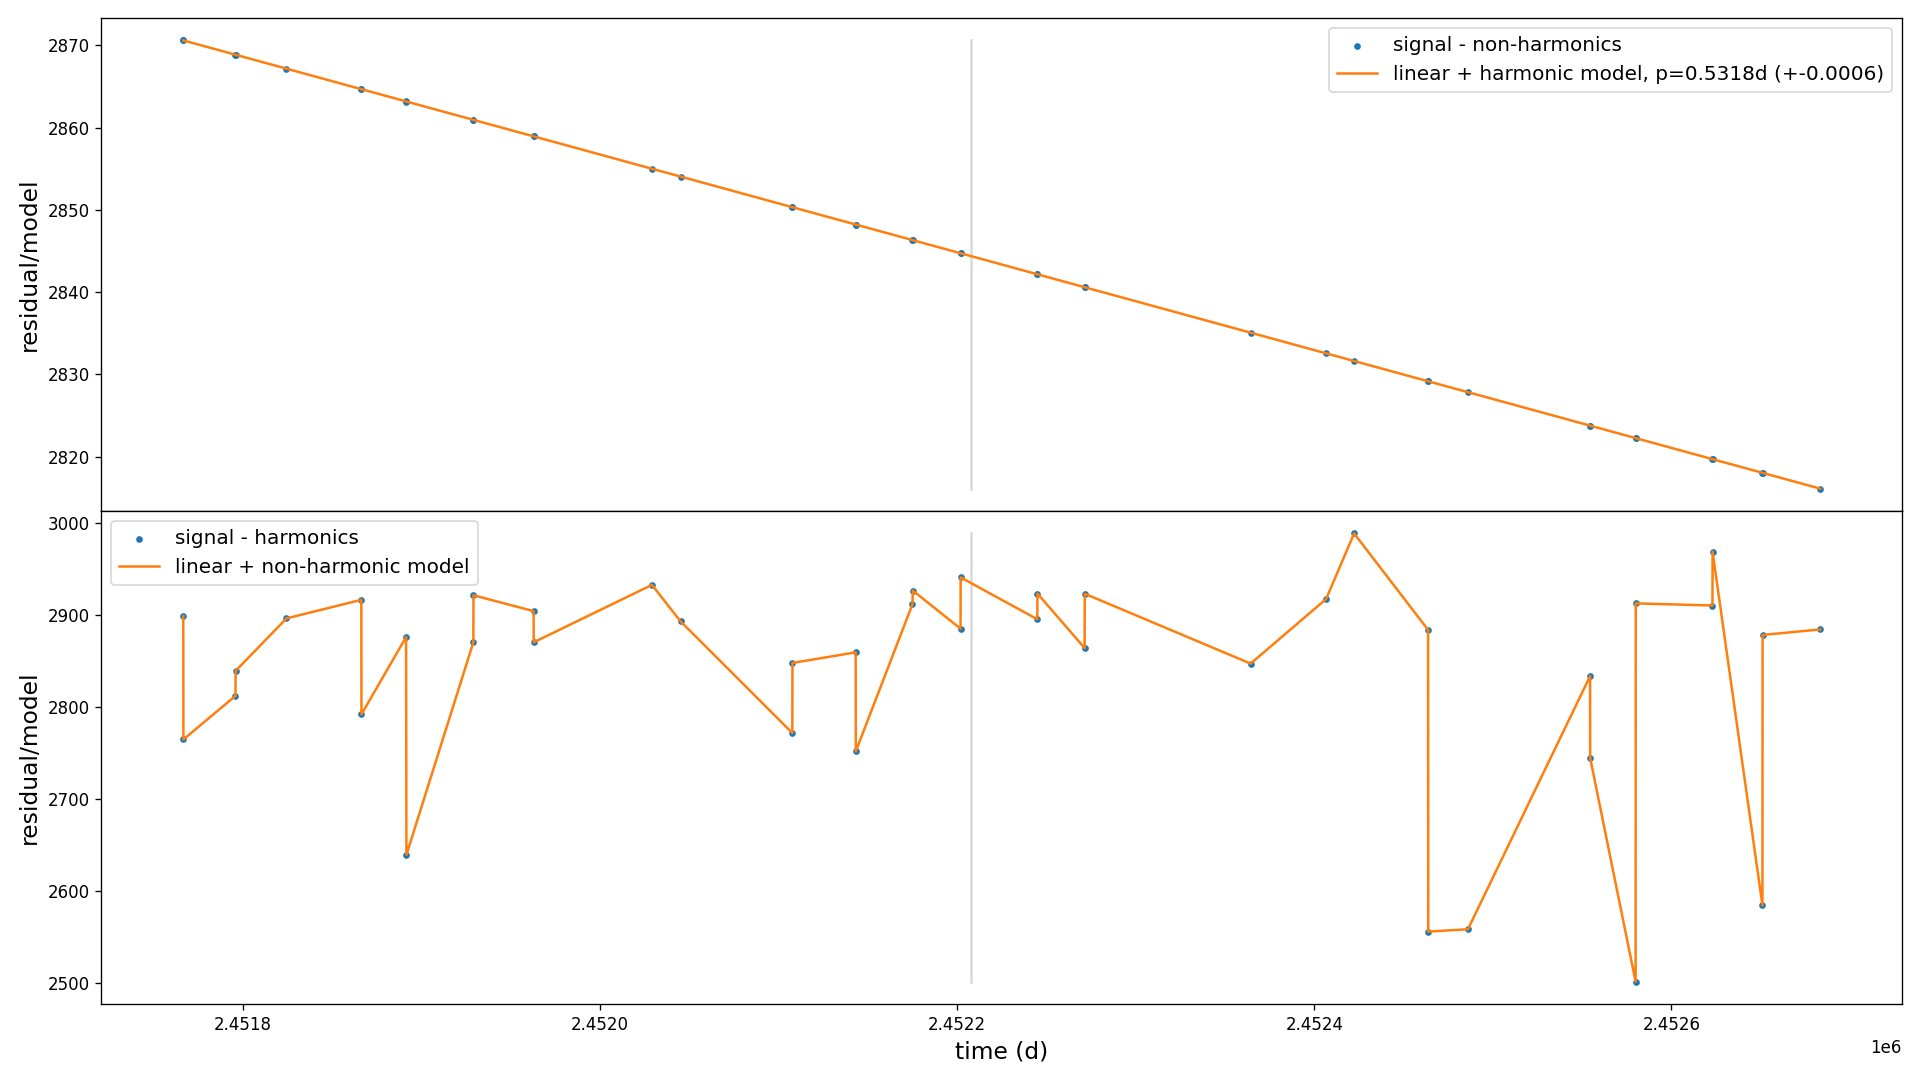 2870
2860
2850
2840
2830
2820
residual/model
signal - non-harmonics
linear + harmonic model, p=0.5318d (+-0.0006)
3000
2900
2800
2700
2600
2500
residual/model
signal - harmonics
linear + non-harmonic model
2.4518 2.4520 2.4522 2.4524 2.4526
1e6
time (d)